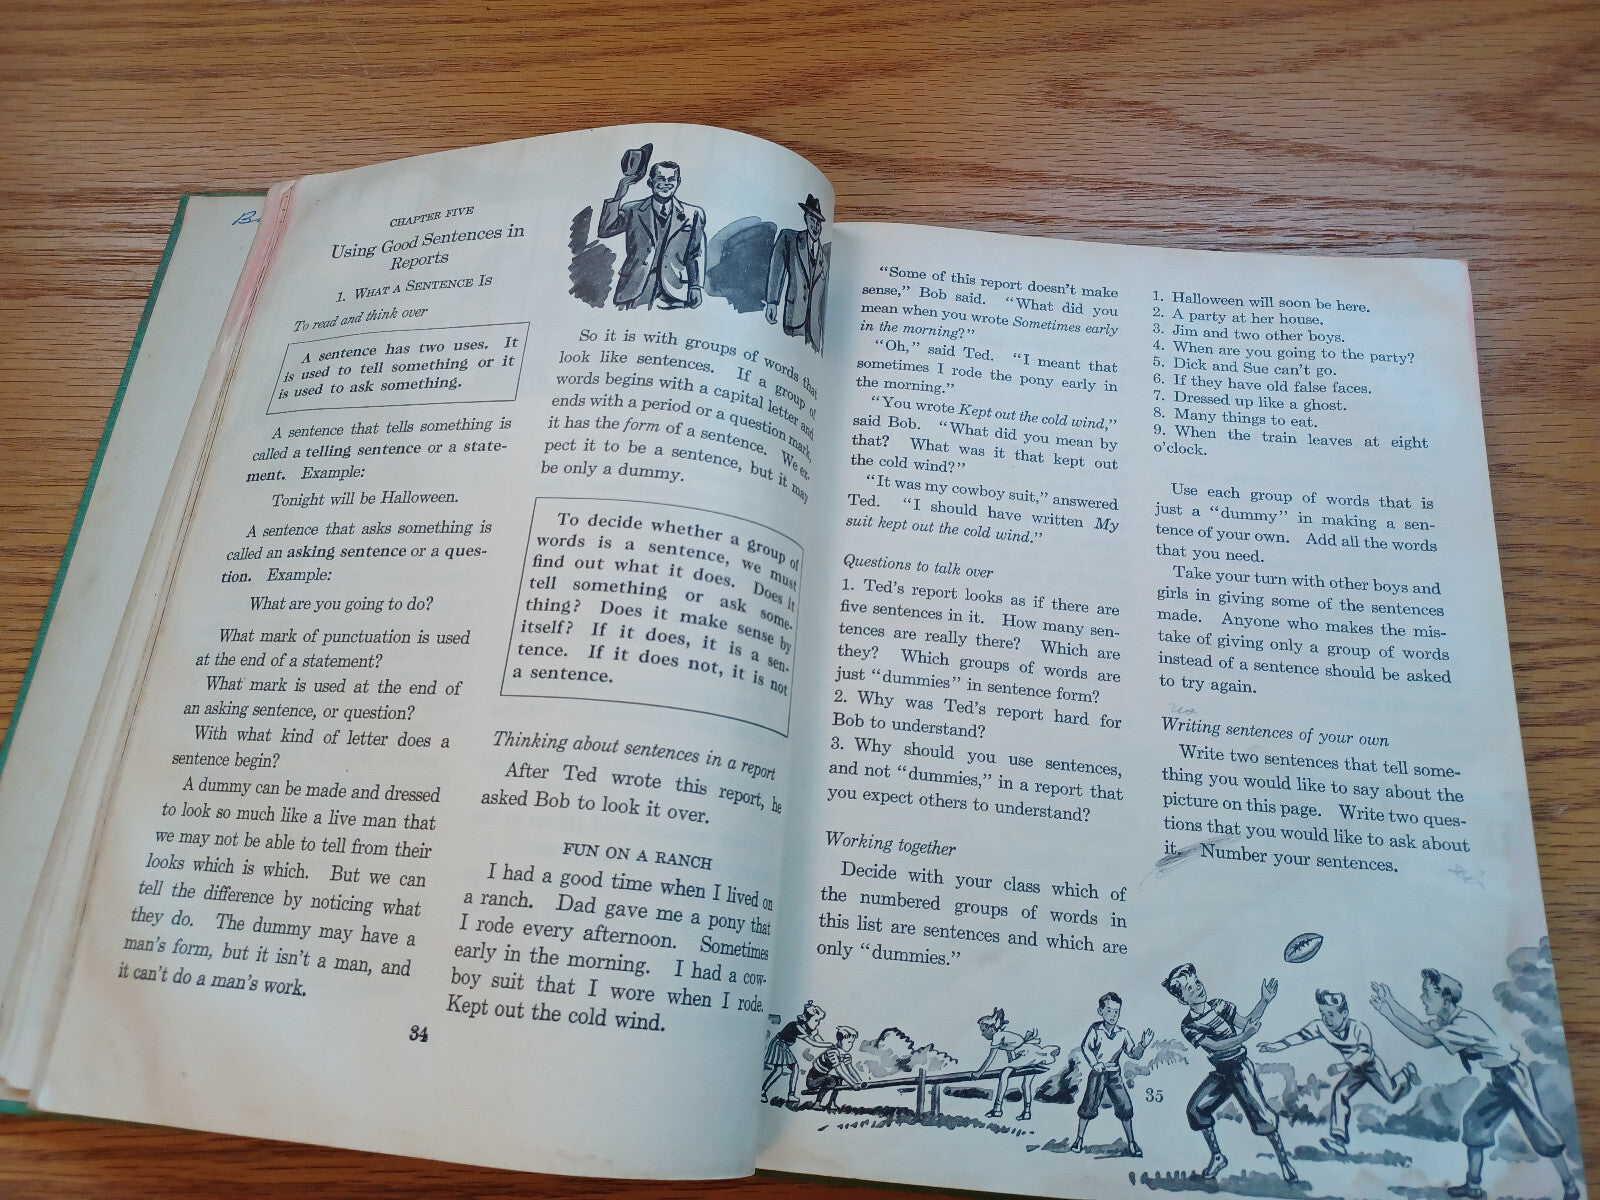 CHAPTER FIVE
Using Good Sentences in
Reports
1. WHAT A SENTENCE IS
To read and think over
A sentence has two uses. It
is used to tell something or it
is used to ask something.
A sentence that tells something is
called a telling sentence or a state-
ment. Example:
Tonight will be Halloween.
A sentence that asks something is
called an asking sentence or a ques-
tion. Example:
What are you going to do?
What mark of punctuation is used
at the end of a statement?
What mark is used at the end of
an asking sentence, or question?
With what kind of letter does a
sentence begin?
A dummy can be made and dressed
to look so much like a live man that
we may not be able to tell from their
looks which is which. But we can
tell the difference by noticing what
they do. The dummy may have a
man's form, but it isn't a man, and
it can't do a man's work.
So it is with groups of words that
look like sentences. If a group of
words begins with a capital letter and
ends with a period or a question mark,
it has the form of a sentence. We ex-
pect it to be a sentence, but it may
be only a dummy.
To decide whether a group of
words is a sentence, we must
find out what it does. Does it
tell something or ask some-
thing? Does it make sense by
itself? If it does, it is a sen-
tence. If it does not, it is not
a sentence.
Thinking about sentences in a report
After Ted wrote this report, he
asked Bob to look it over.
FUN ON A RANCH
I had a good time when I lived on
a ranch. Dad gave me a pony that
I rode every afternoon. Sometimes
early in the morning. I had a cow-
boy suit that I wore when I rode.
Kept out the cold wind.
34
"Some of this report doesn't make
sense," Bob said. "What did you
mean when you wrote Sometimes early
in the morning?"
"Oh," said Ted. "I meant that
sometimes I rode the pony early in
the morning."
"You wrote Kept out the cold wind,"
said Bob. "What did you mean by
that? What was it that kept out
the cold wind?"
"It was my cowboy suit," answered
Ted. "I should have written My
suit kept out the cold wind."
Questions to talk over
1. Ted's report looks as if there are
five sentences in it. How many sen-
tences are really there? Which are
they? Which groups of words are
just "dummies" in sentence form?
2. Why was Ted's report hard for
Bob to understand?
3. Why should you use sentences,
and not "dummies," in a report that
you expect others to understand?
Working together
Decide with your class which of
the numbered groups of words in
this list are sentences and which are
only "dummies."
1. Halloween will soon be here.
2. A party at her house.
3. Jim and two other boys.
4. When are you going to the party?
5. Dick and Sue can't go.
6. If they have old false faces.
7. Dressed up like a ghost.
8. Many things to eat.
9. When the train leaves at eight
o'clock.
Use each group of words that is
just a "dummy" in making a sen-
tence of your own. Add all the words
that you need.
Take your turn with other boys and
girls in giving some of the sentences
made. Anyone who makes the mis-
take of giving only a group of words
instead of a sentence should be asked
to try again.
Writing sentences of your own
Write two sentences that tell some-
thing you would like to say about the
picture on this page. Write two ques-
tions that you would like to ask about
it. Number your sentences.
35